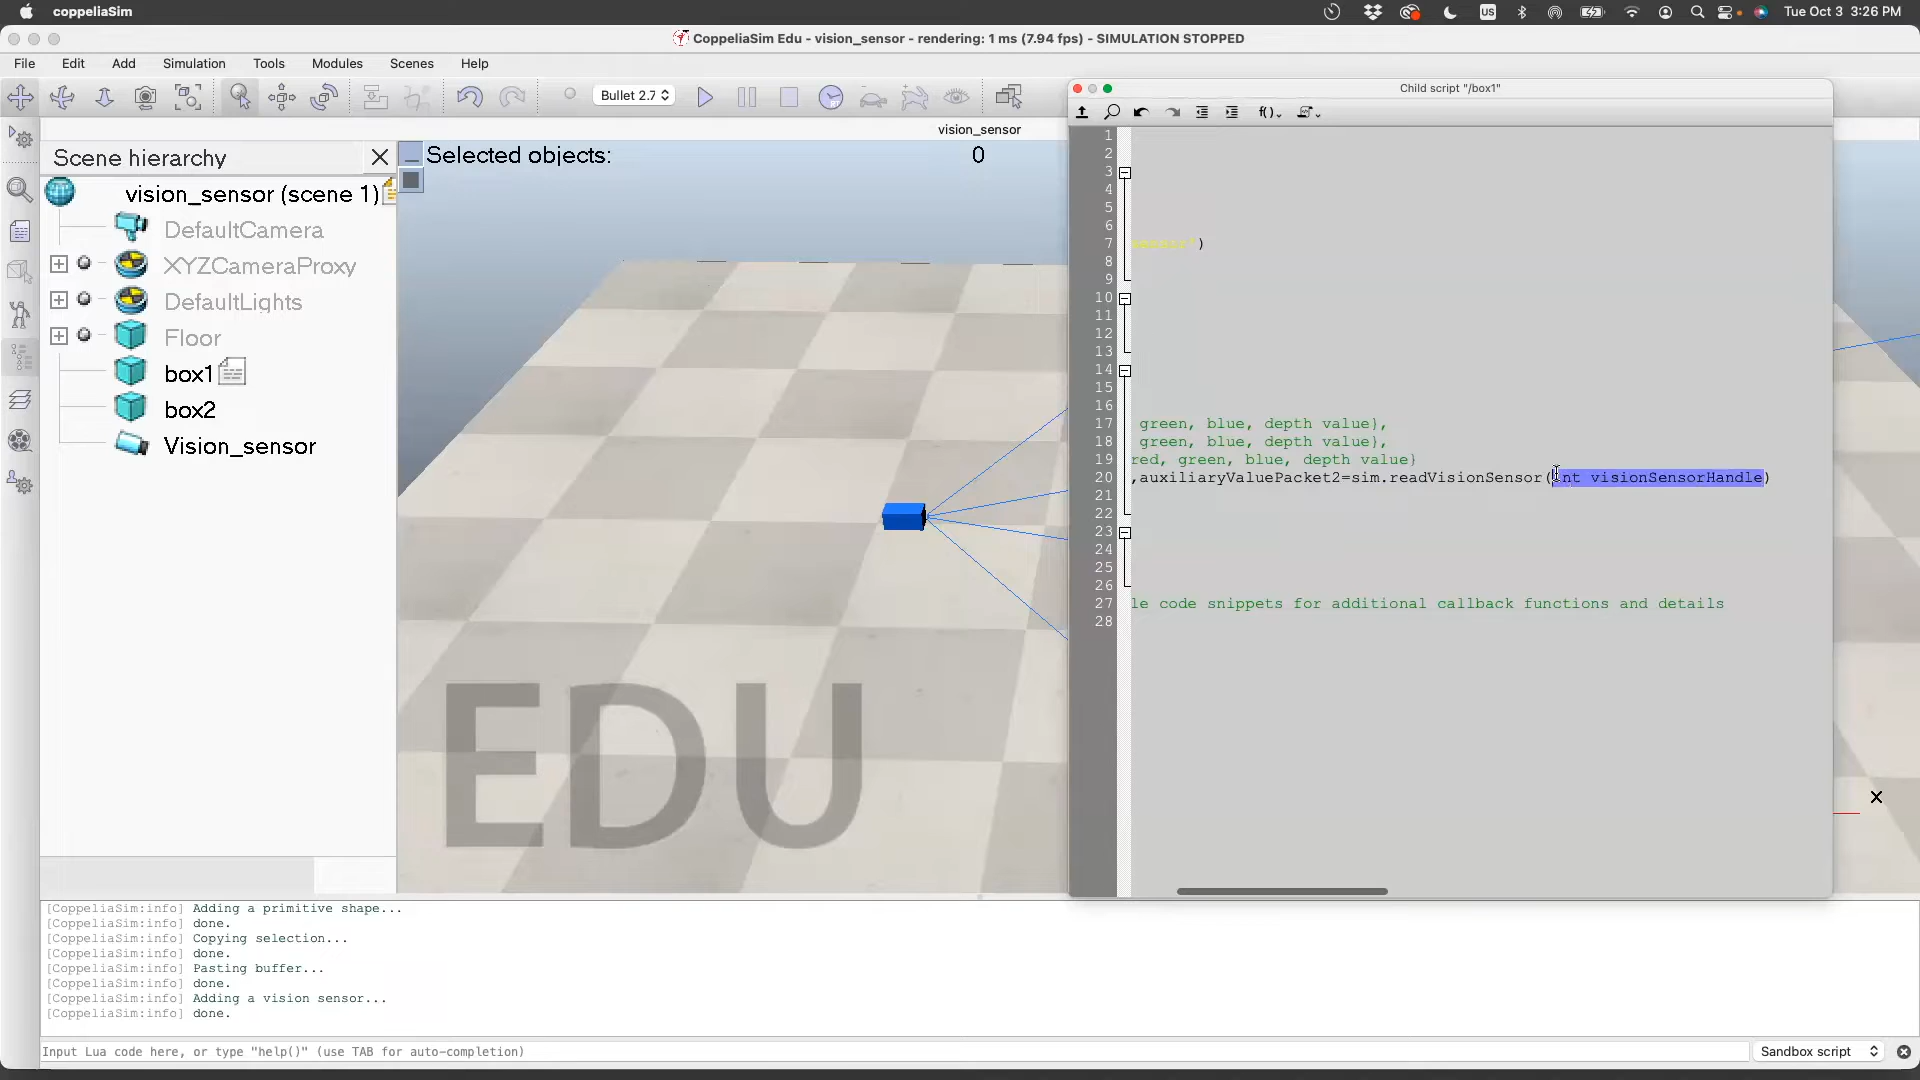 coppeliaSim
US
Tue Oct 3 3:26 PM
CoppeliaSim Edu - vision_sensor - rendering: 1 ms (7.94 fps) - SIMULATION STOPPED
File Edit Add Simulation Tools Modules Scenes Help
Bullet 2.7
RT
vision_sensor
Scene hierarchy
Selected objects: 0
vision_sensor (scene 1)
DefaultCamera
XYZCameraProxy
DefaultLights
Floor
box1
box2
Vision_sensor
EDU
Child script "/box1"
f()
1
2
3
4
5
6
7 sensor")
8
9
10
11
12
13
14
15
16
17 green, blue, depth value},
18 green, blue, depth value},
19 red, green, blue, depth value}
20 ,auxiliaryValuePacket2=sim.readVisionSensor(int visionSensorHandle)
21
22
23
24
25
26
27 le code snippets for additional callback functions and details
28
[CoppeliaSim:info] Adding a primitive shape...
[CoppeliaSim:info] done.
[CoppeliaSim:info] Copying selection...
[CoppeliaSim:info] done.
[CoppeliaSim:info] Pasting buffer...
[CoppeliaSim:info] done.
[CoppeliaSim:info] Adding a vision sensor...
[CoppeliaSim:info] done.
Input Lua code here, or type "help()" (use TAB for auto-completion)
Sandbox script